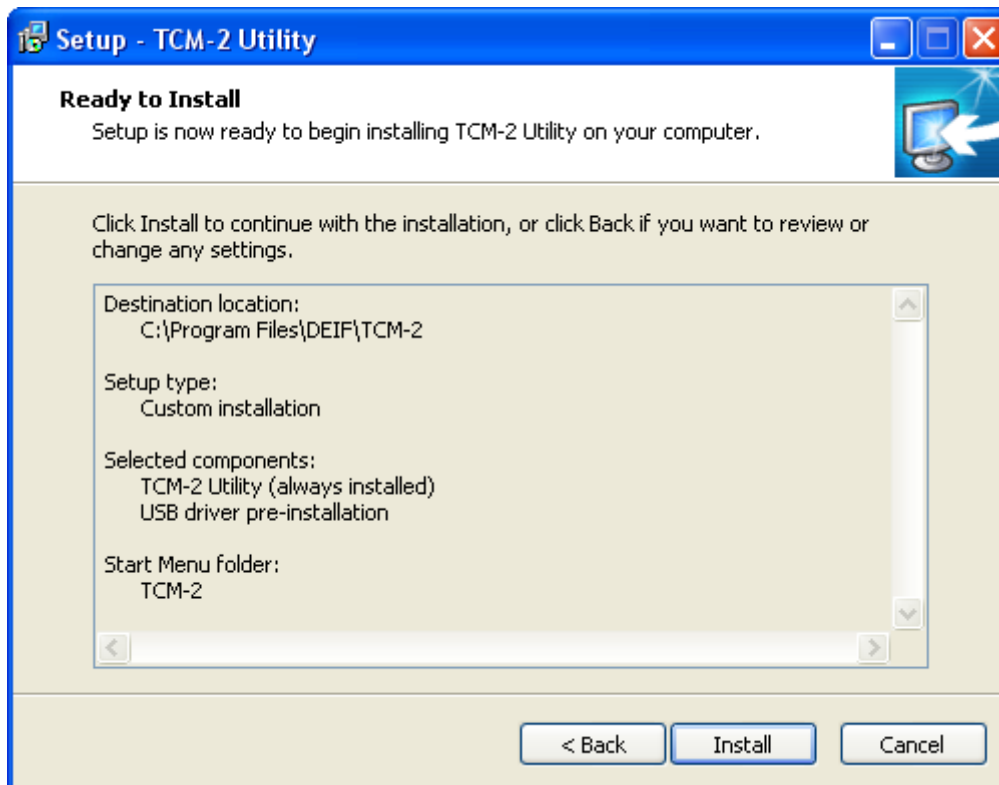 Setup - TCM-2 Utility
Ready to Install
Setup is now ready to begin installing TCM-2 Utility on your computer.
Click Install to continue with the installation, or click Back if you want to review or
change any settings.
Destination location:
C:\Program Files\DEIF\TCM-2
Setup type:
Custom installation
Selected components:
TCM-2 Utility (always installed)
USB driver pre-installation
Start Menu folder:
TCM-2
< Back
Install
Cancel